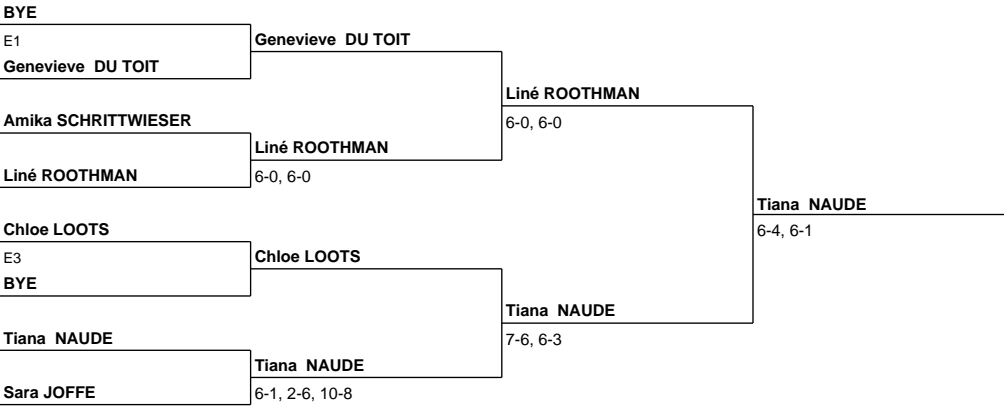 BYE
E1
Genevieve DU TOIT
Genevieve DU TOIT
Liné ROOTHMAN
6-0, 6-0
Amika SCHRITTWIESER
Liné ROOTHMAN
Liné ROOTHMAN
6-0, 6-0
Tiana NAUDE
6-4, 6-1
Chloe LOOTS
E3
Chloe LOOTS
BYE
Tiana NAUDE
7-6, 6-3
Tiana NAUDE
Tiana NAUDE
Sara JOFFE
6-1, 2-6, 10-8